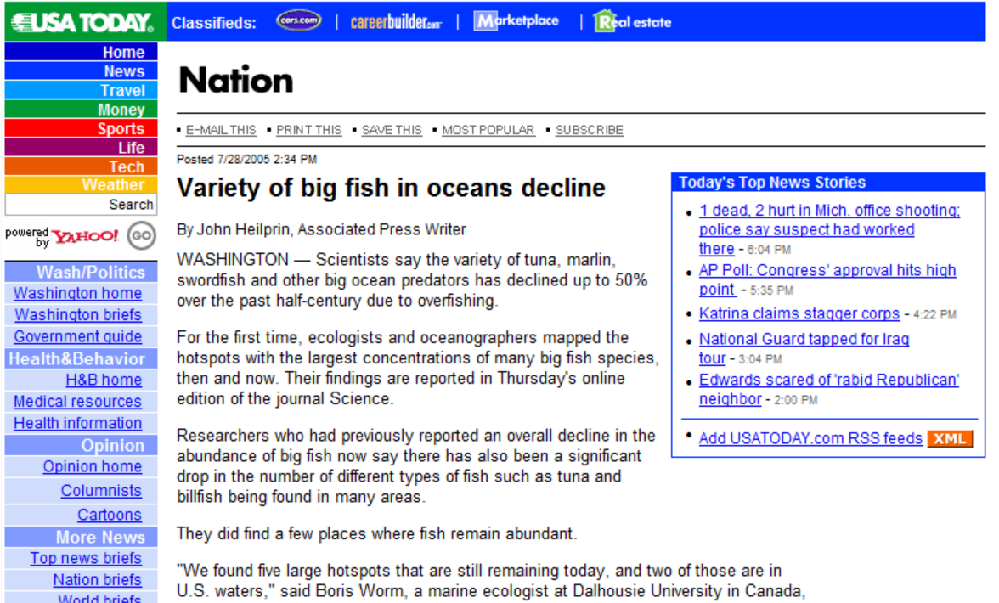 USA TODAY.
Classifieds: cars.com | careerbuilder.com | Marketplace | Real estate
Home
News
Travel
Money
Sports
Life
Tech
Weather
Search
powered by YAHOO! GO
Wash/Politics
Washington home
Washington briefs
Government guide
Health&Behavior
H&B home
Medical resources
Health information
Opinion
Opinion home
Columnists
Cartoons
More News
Top news briefs
Nation briefs
World briefs
Nation
▪ E-MAIL THIS ▪ PRINT THIS ▪ SAVE THIS ▪ MOST POPULAR ▪ SUBSCRIBE
Posted 7/28/2005 2:34 PM
Variety of big fish in oceans decline
By John Heilprin, Associated Press Writer
WASHINGTON — Scientists say the variety of tuna, marlin,
swordfish and other big ocean predators has declined up to 50%
over the past half-century due to overfishing.
For the first time, ecologists and oceanographers mapped the
hotspots with the largest concentrations of many big fish species,
then and now. Their findings are reported in Thursday's online
edition of the journal Science.
Researchers who had previously reported an overall decline in the
abundance of big fish now say there has also been a significant
drop in the number of different types of fish such as tuna and
billfish being found in many areas.
They did find a few places where fish remain abundant.
"We found five large hotspots that are still remaining today, and two of those are in
U.S. waters," said Boris Worm, a marine ecologist at Dalhousie University in Canada,
Today's Top News Stories
• 1 dead, 2 hurt in Mich. office shooting;
police say suspect had worked
there - 6:04 PM
• AP Poll: Congress' approval hits high
point - 5:35 PM
• Katrina claims stagger corps - 4:22 PM
• National Guard tapped for Iraq
tour - 3:04 PM
• Edwards scared of 'rabid Republican'
neighbor - 2:00 PM
• Add USATODAY.com RSS feeds XML